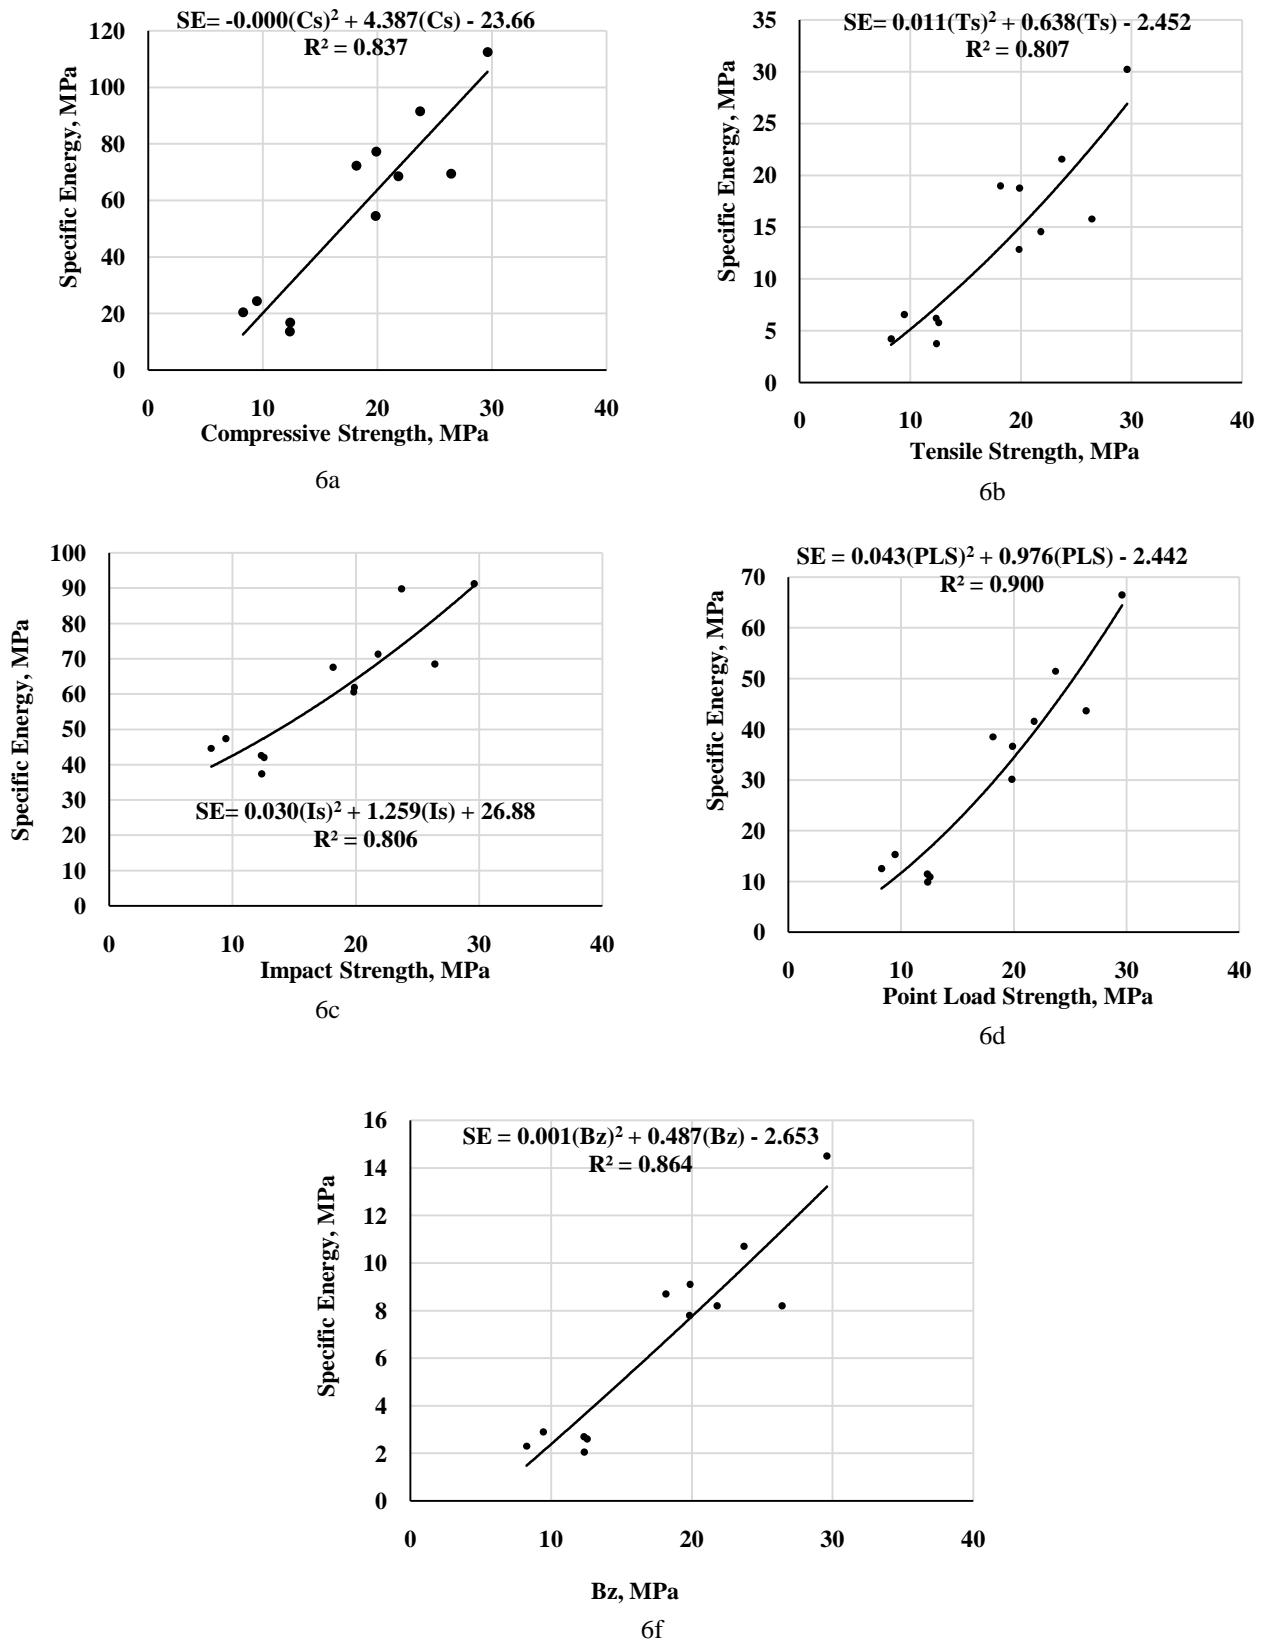 SE= -0.000(Cs)² + 4.387(Cs) - 23.66
R² = 0.837
120
100
80
60
40
20
0
Specific Energy, MPa
0 10 20 30 40
Compressive Strength, MPa
6a
SE= 0.011(Ts)² + 0.638(Ts) - 2.452
R² = 0.807
35
30
25
20
15
10
5
0
Specific Energy, MPa
0 10 20 30 40
Tensile Strength, MPa
6b
100
90
80
70
60
50
40
30
20
10
0
Specific Energy, MPa
SE= 0.030(Is)² + 1.259(Is) + 26.88
R² = 0.806
0 10 20 30 40
Impact Strength, MPa
6c
SE = 0.043(PLS)² + 0.976(PLS) - 2.442
R² = 0.900
70
60
50
40
30
20
10
0
Specific Energy, MPa
0 10 20 30 40
Point Load Strength, MPa
6d
SE = 0.001(Bz)² + 0.487(Bz) - 2.653
R² = 0.864
16
14
12
10
8
6
4
2
0
Specific Energy, MPa
0 10 20 30 40
Bz, MPa
6f